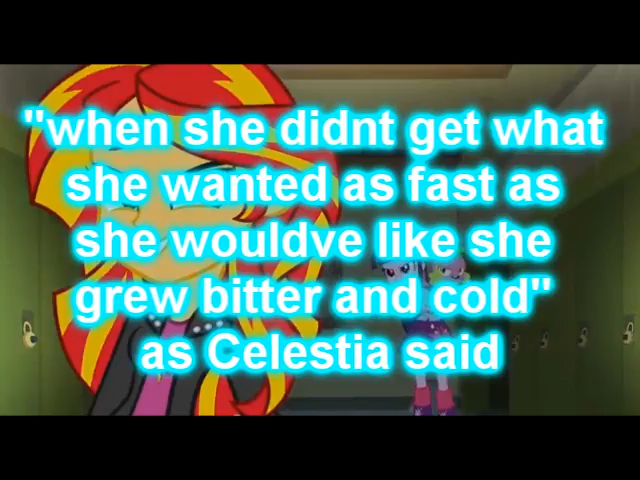 "when she didnt get what
she wanted as fast as
she wouldve like she
grew bitter and cold"
as Celestia said